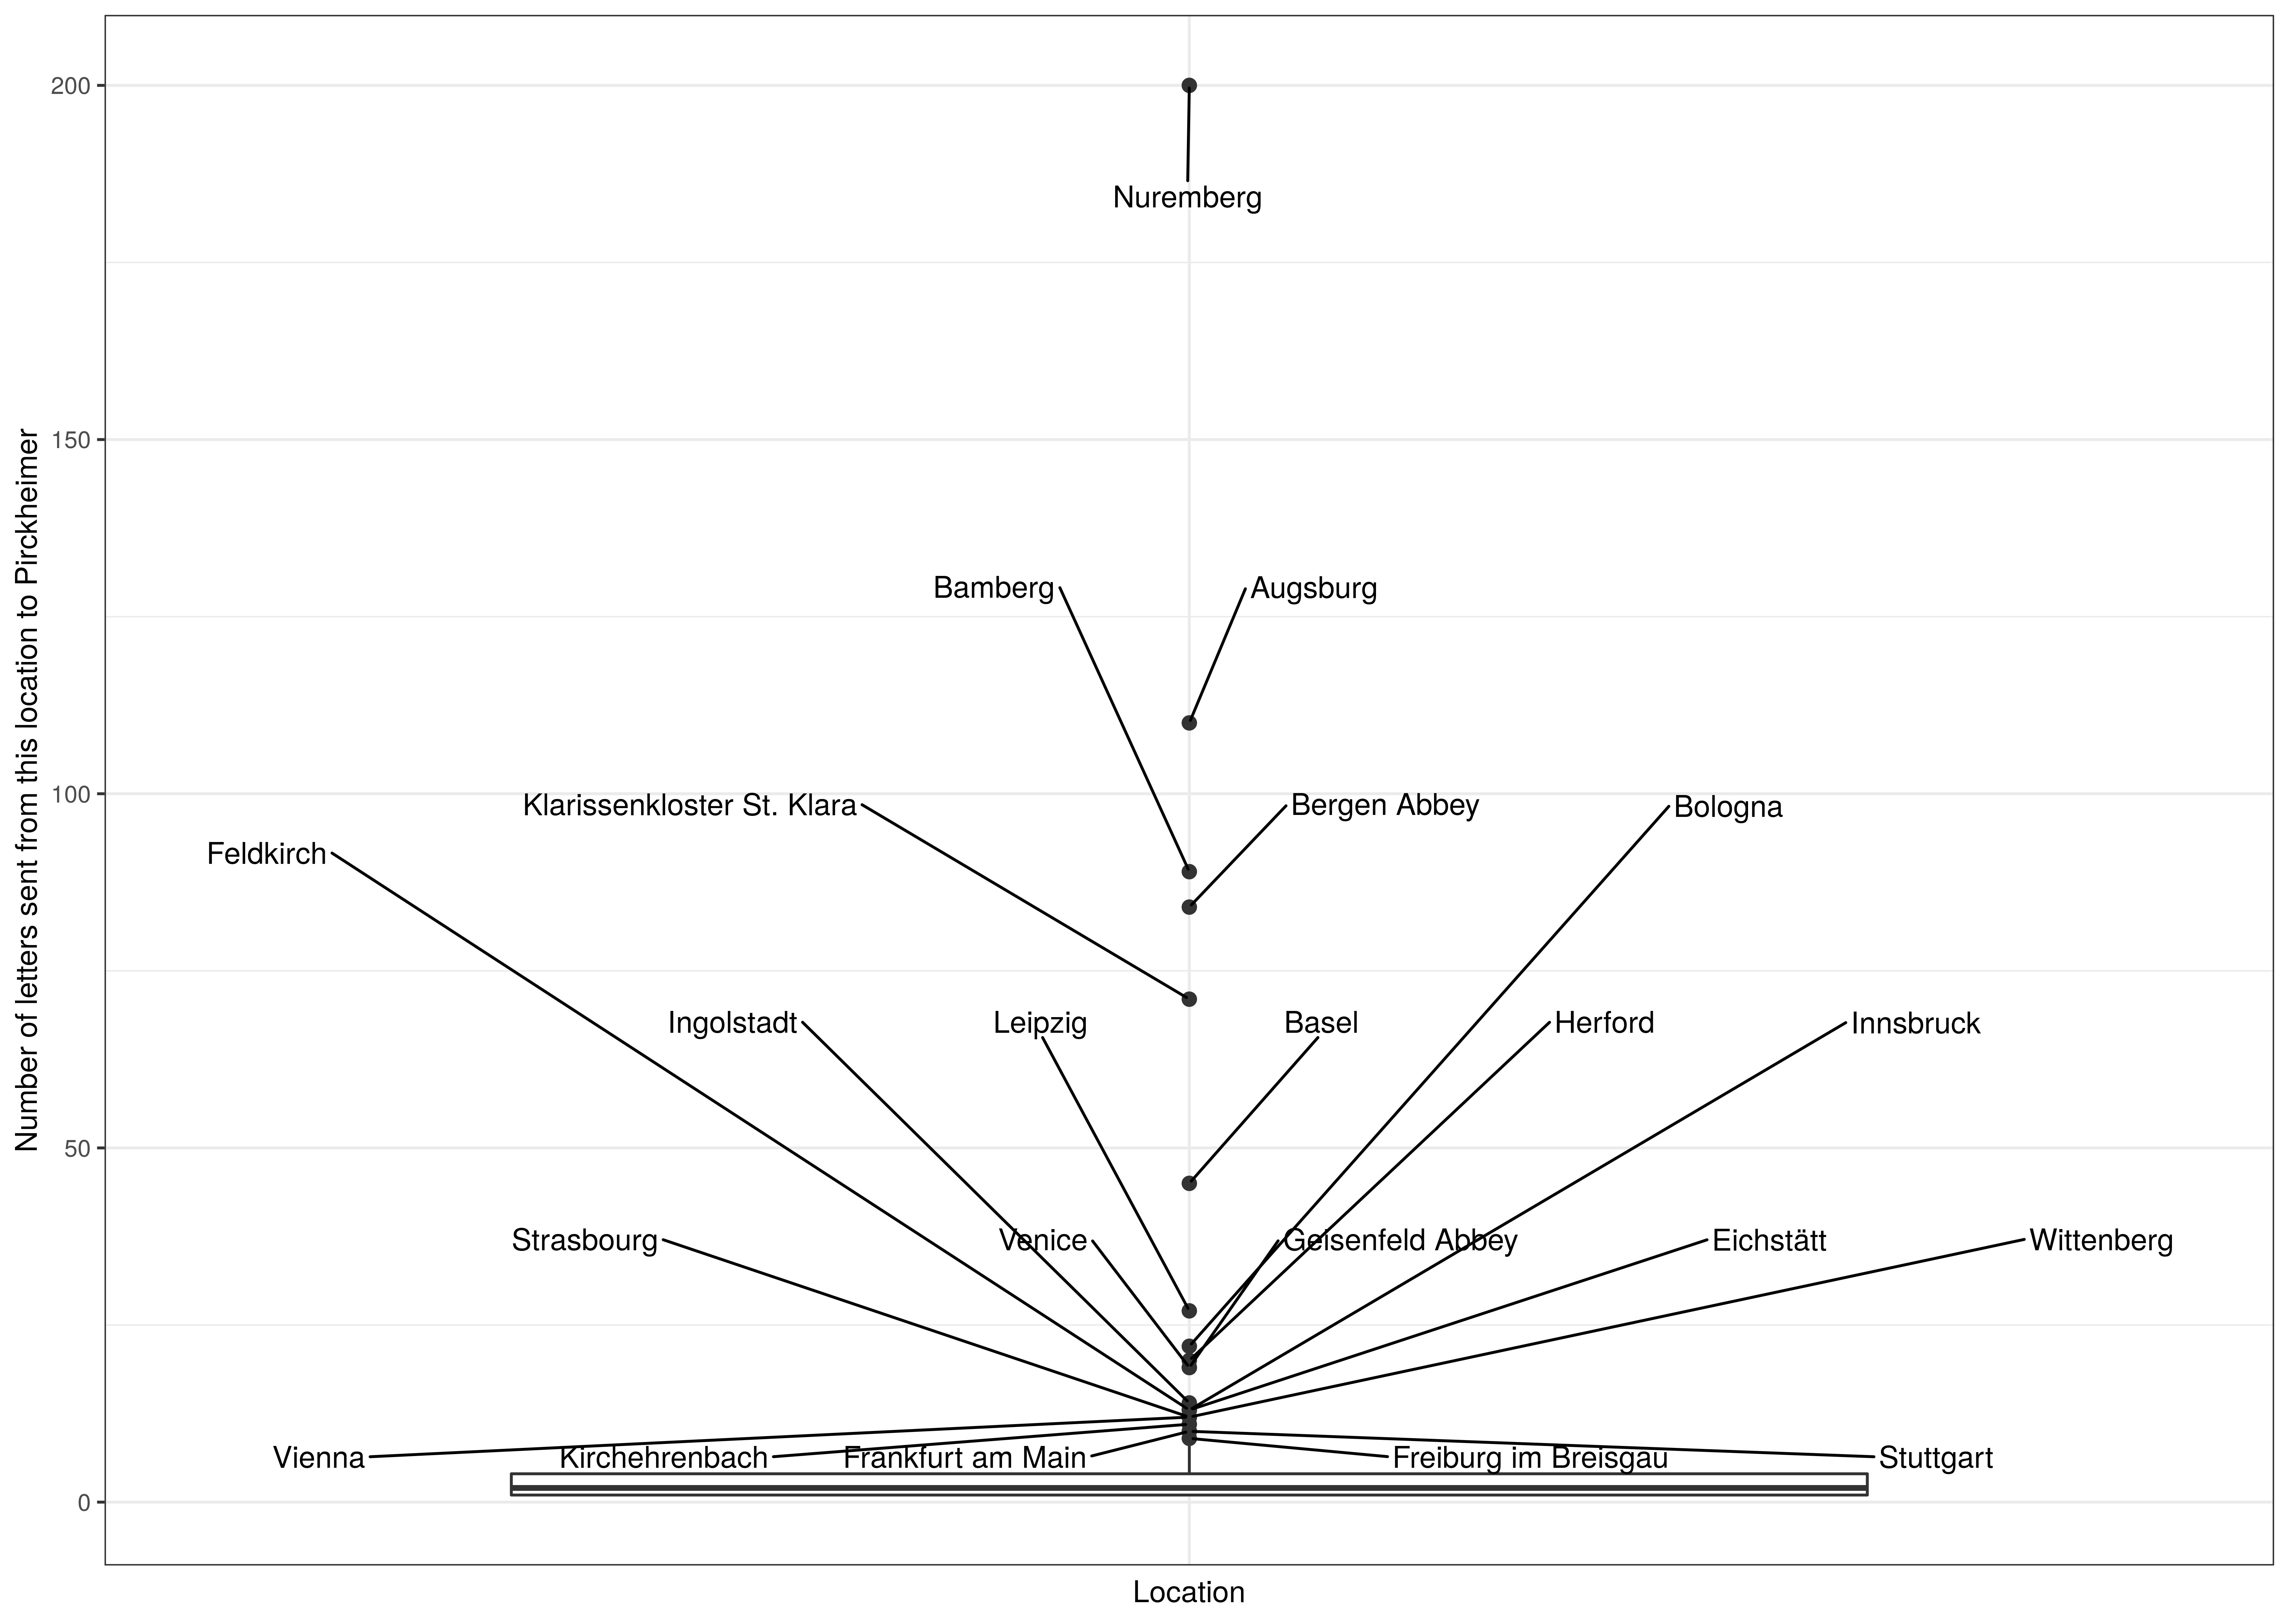 200
Nuremberg
150
Number of letters sent from this location to Pirckheimer
Bamberg
Augsburg
100
Klarissenkloster St. Klara
Bergen Abbey
Bologna
Feldkirch
Ingolstadt
Leipzig
Basel
Herford
Innsbruck
50
Strasbourg
Venice
Geisenfeld Abbey
Eichstätt
Wittenberg
Vienna
Kirchehrenbach
Frankfurt am Main
Freiburg im Breisgau
Stuttgart
0
Location